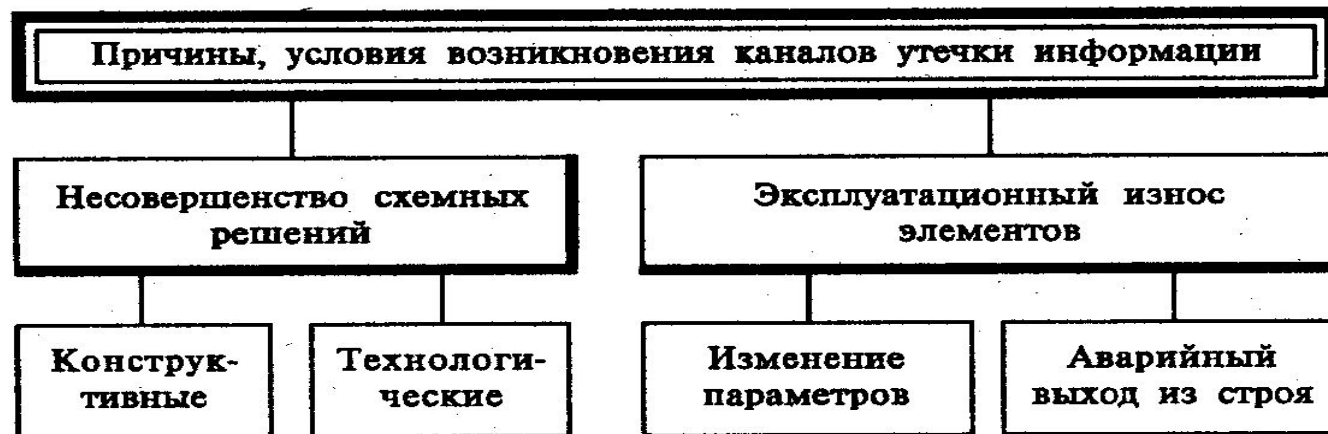 Причины, условия возникновения каналов утечки информации
Несовершенство схемных
решений
Эксплуатационный износ
элементов
Конструк-
тивные
Технологи-
ческие
Изменение
параметров
Аварийный
выход из строя